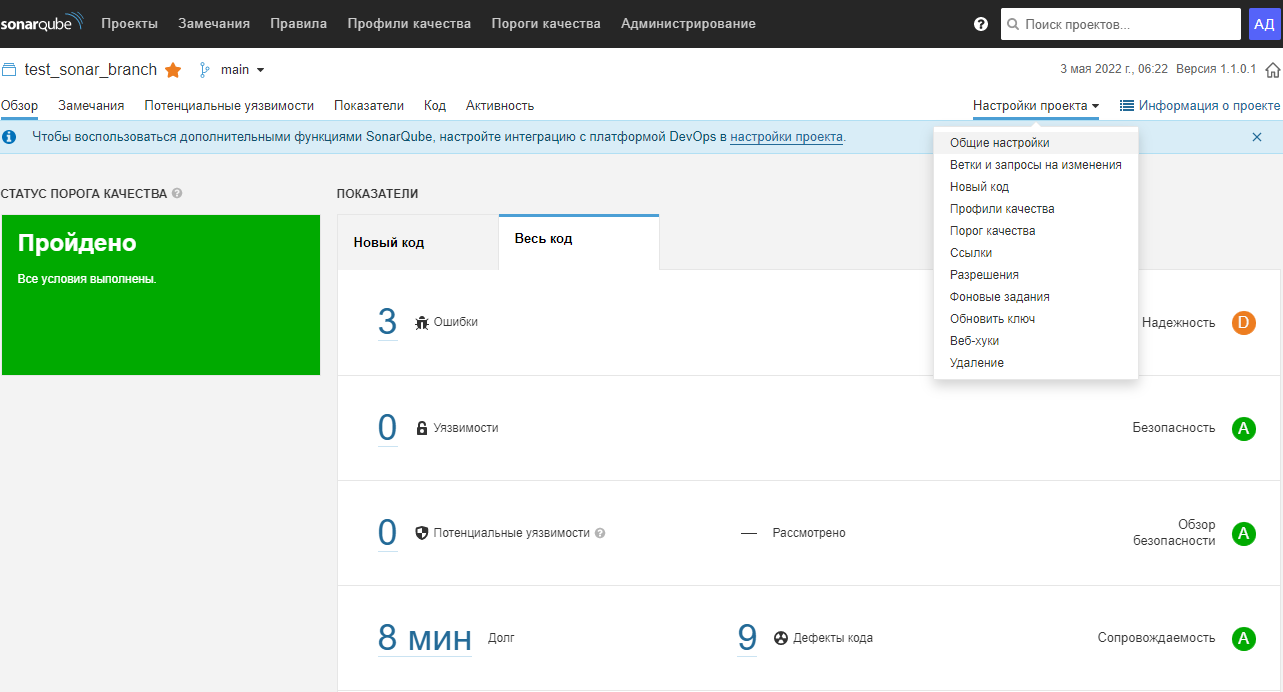 sonarqube Проекты Замечания Правила Профили качества Пороги качества Администрирование Поиск проектов... АД
test_sonar_branch main 3 мая 2022 г., 06:22 Версия 1.1.0.1
Обзор Замечания Потенциальные уязвимости Показатели Код Активность Настройки проекта Информация о проекте
Чтобы воспользоваться дополнительными функциями SonarQube, настройте интеграцию с платформой DevOps в настройки проекта.
Общие настройки
Ветки и запросы на изменения
Новый код
Профили качества
Порог качества
Ссылки
Разрешения
Фоновые задания
Обновить ключ
Веб-хуки
Удаление
СТАТУС ПОРОГА КАЧЕСТВА
Пройдено
Все условия выполнены.
ПОКАЗАТЕЛИ
Новый код Весь код
3 Ошибки Надежность D
0 Уязвимости Безопасность A
0 Потенциальные уязвимости — Рассмотрено Обзор
безопасности A
8 мин Долг 9 Дефекты кода Сопровождаемость A